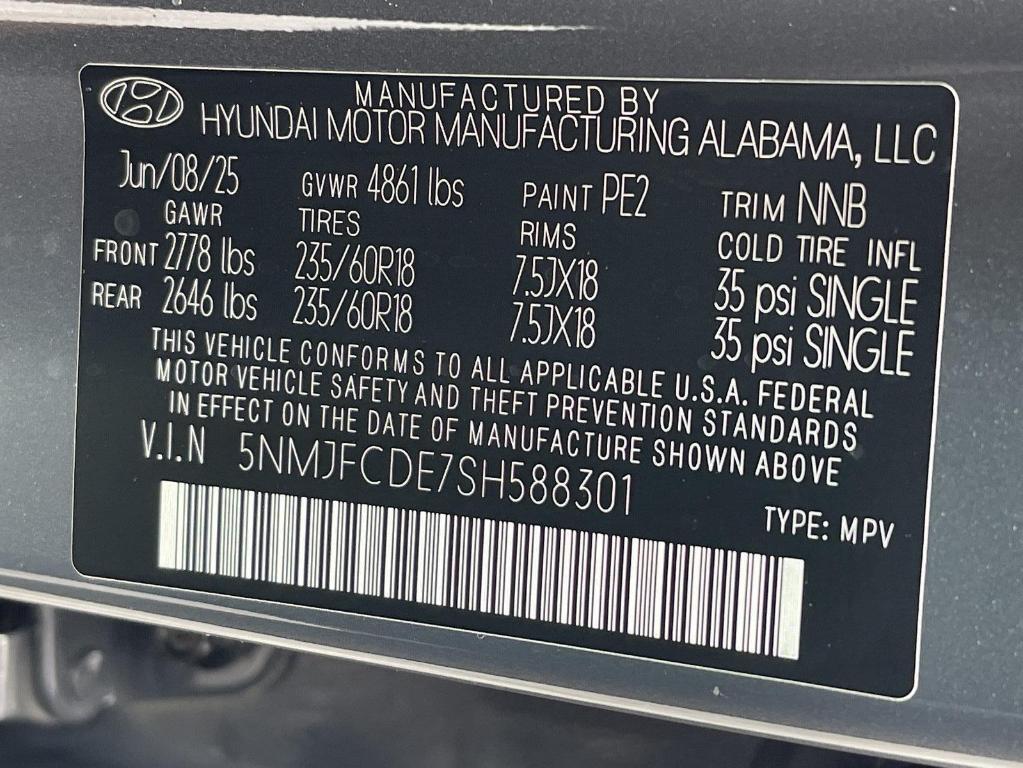 MANUFACTURED BY
HYUNDAI MOTOR MANUFACTURING ALABAMA, LLC
Jun/08/25 GVWR 4861 lbs PAINT PE2 TRIM NNB
GAWR TIRES RIMS COLD TIRE INFL
FRONT 2778 lbs 235/60R18 7.5JX18 35 psi SINGLE
REAR 2646 lbs 235/60R18 7.5JX18 35 psi SINGLE
THIS VEHICLE CONFORMS TO ALL APPLICABLE U.S.A. FEDERAL
MOTOR VEHICLE SAFETY AND THEFT PREVENTION STANDARDS
IN EFFECT ON THE DATE OF MANUFACTURE SHOWN ABOVE
V.I.N 5NMJFCDE7SH588301
TYPE: MPV